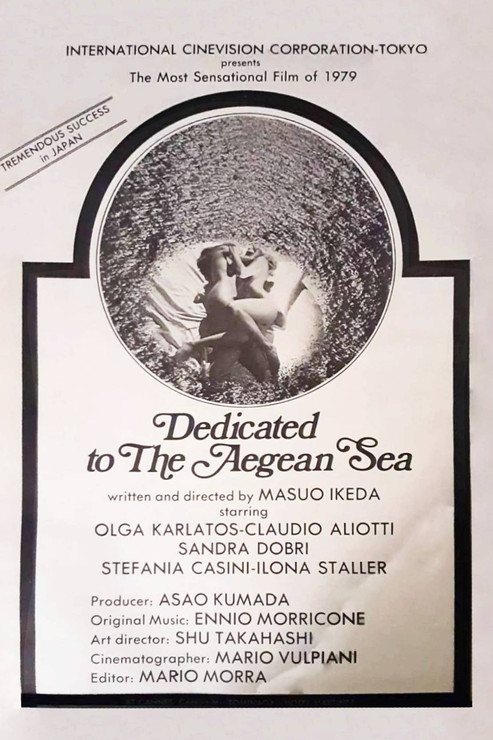 INTERNATIONAL CINEVISION CORPORATION-TOKYO
presents
The Most Sensational Film of 1979
TREMENDOUS SUCCESS
in JAPAN
Dedicated
to The Aegean Sea
written and directed by MASUO IKEDA
starring
OLGA KARLATOS-CLAUDIO ALIOTTI
SANDRA DOBRI
STEFANIA CASINI-ILONA STALLER
Producer: ASAO KUMADA
Original Music: ENNIO MORRICONE
Art director: SHU TAKAHASHI
Cinematographer: MARIO VULPIANI
Editor: MARIO MORRA